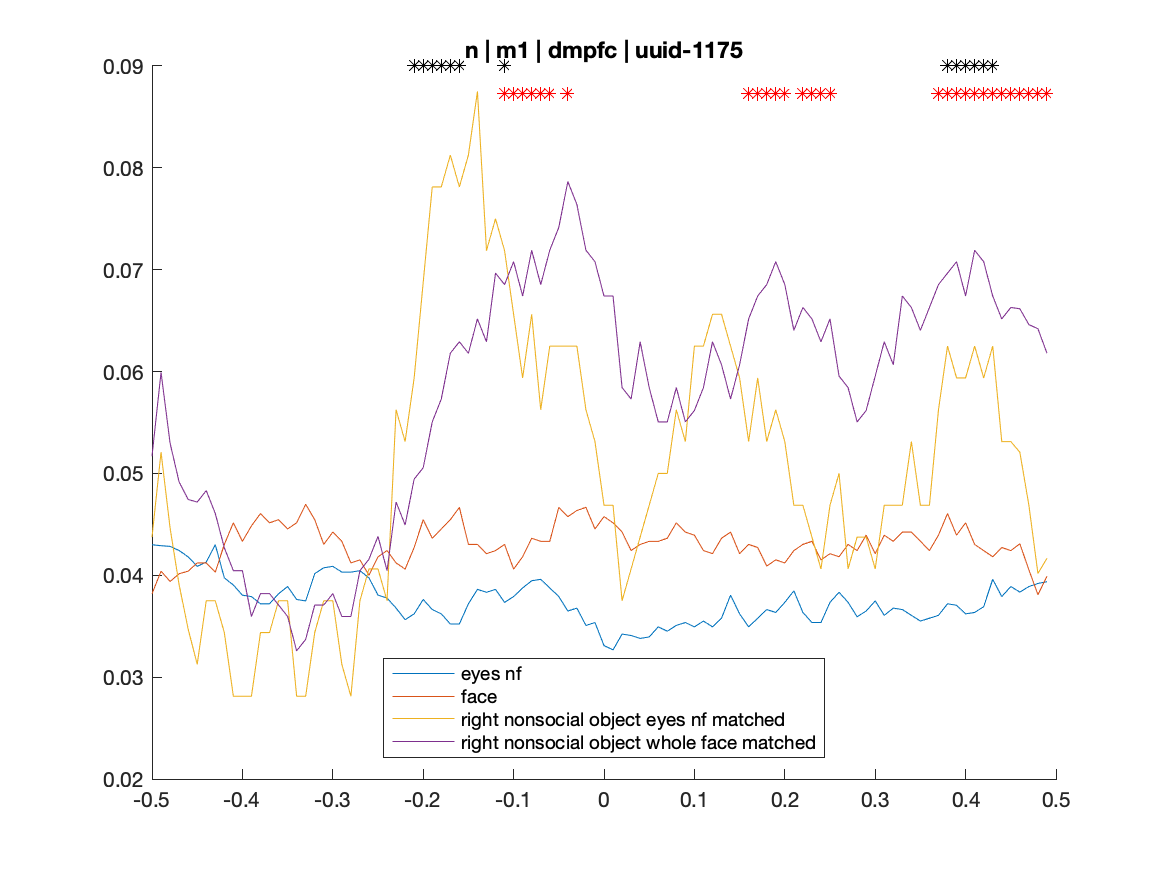 n | m1 | dmpfc | uuid-1175
0.09
0.08
0.07
0.06
0.05
0.04
0.03
0.02
eyes nf
face
right nonsocial object eyes nf matched
right nonsocial object whole face matched
-0.5 -0.4 -0.3 -0.2 -0.1 0 0.1 0.2 0.3 0.4 0.5